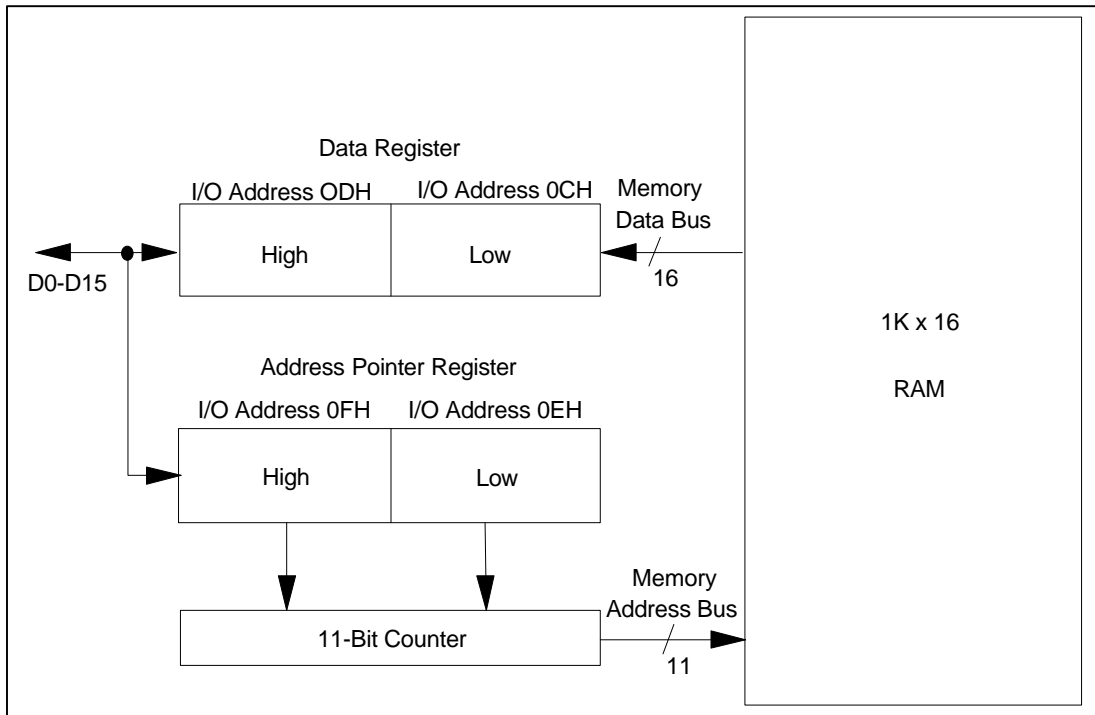 Data Register
I/O Address ODH
I/O Address 0CH
Memory
Data Bus
High
Low
16
D0-D15
1K x 16
RAM
Address Pointer Register
I/O Address 0FH
I/O Address 0EH
High
Low
Memory
Address Bus
11-Bit Counter
11